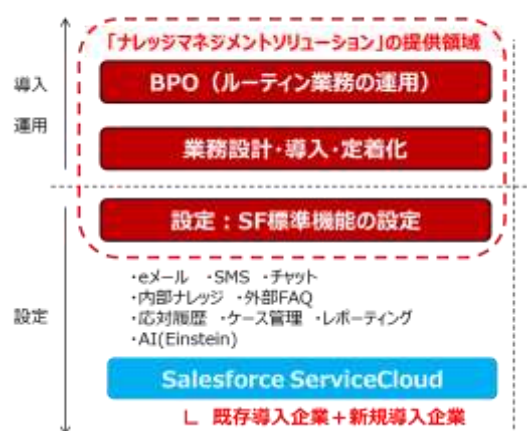 「ナレッジマネジメントソリューション」の提供領域
BPO（ルーティン業務の運用）
導入
運用
業務設計・導入・定着化
設定：SF標準機能の設定
・eメール ・SMS ・チャット
・内部ナレッジ ・外部FAQ
・応対履歴 ・ケース管理 ・レポーティング
・AI(Einstein)
設定
Salesforce ServiceCloud
∟ 既存導入企業＋新規導入企業